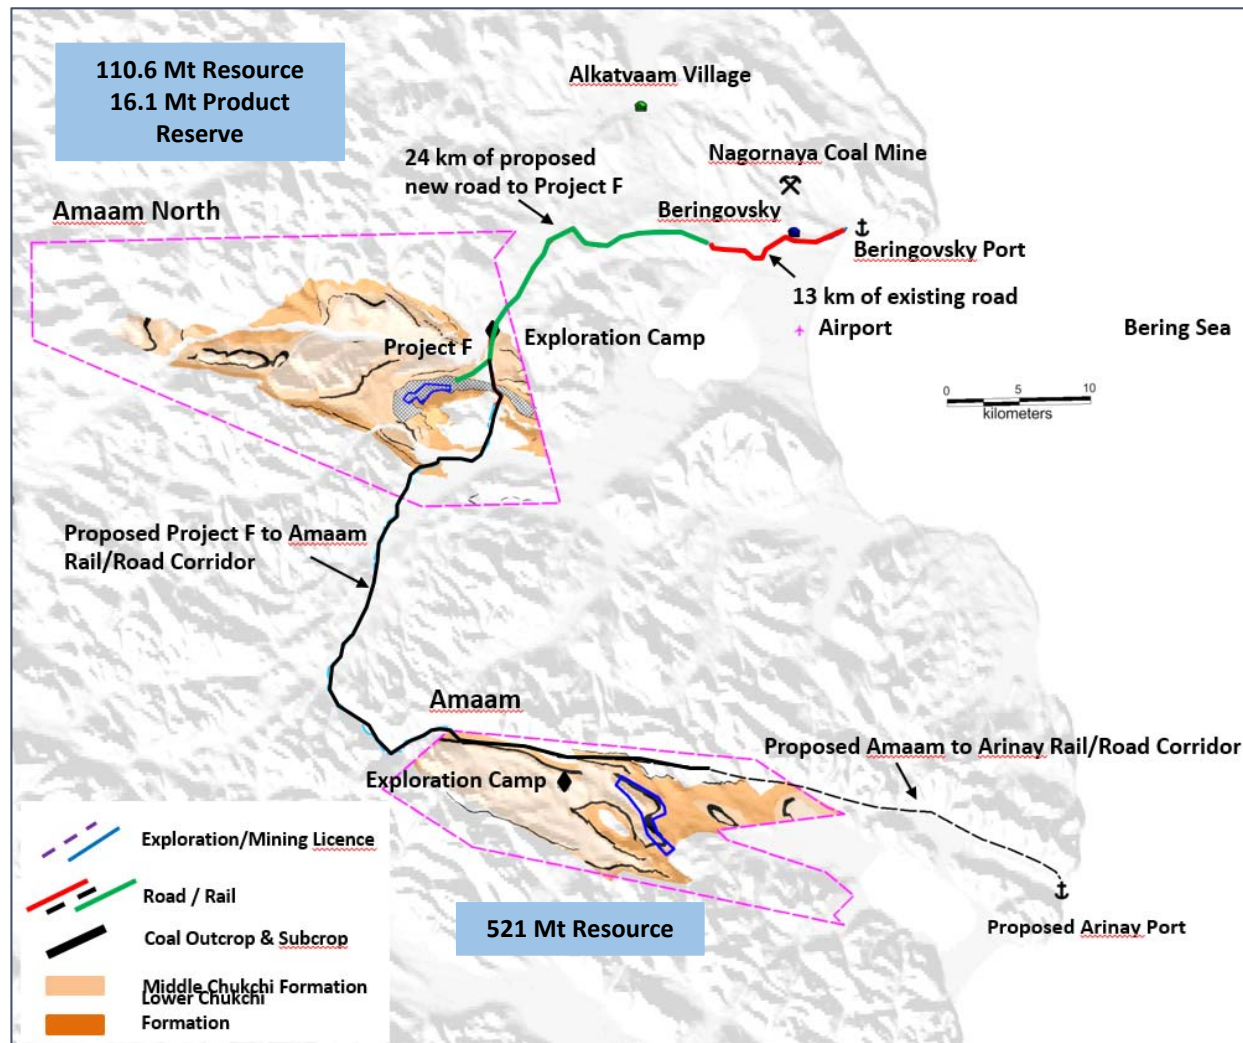 110.6 Mt Resource
16.1 Mt Product
Reserve
Alkatvaam Village
24 km of proposed
new road to Project F
Nagornaya Coal Mine
Amaam North
Beringovsky
Beringovsky Port
13 km of existing road
Airport
Bering Sea
Project F
Exploration Camp
0 5 10
kilometers
Proposed Project F to Amaam
Rail/Road Corridor
Amaam
Proposed Amaam to Arinay Rail/Road Corridor
Exploration Camp
Exploration/Mining Licence
Road / Rail
Coal Outcrop & Subcrop
Middle Chukchi Formation
Lower Chukchi
Formation
521 Mt Resource
Proposed Arinay Port